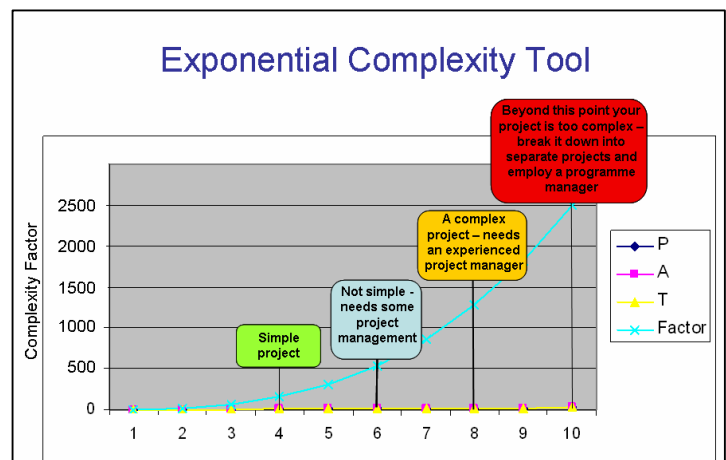 Exponential Complexity Tool
Beyond this point your
project is too complex –
break it down into
separate projects and
employ a programme
manager
A complex
project – needs
an experienced
project manager
Not simple -
needs some
project
management
Simple
project
Complexity Factor
2500
2000
1500
1000
500
0
1 2 3 4 5 6 7 8 9 10
P
A
T
Factor